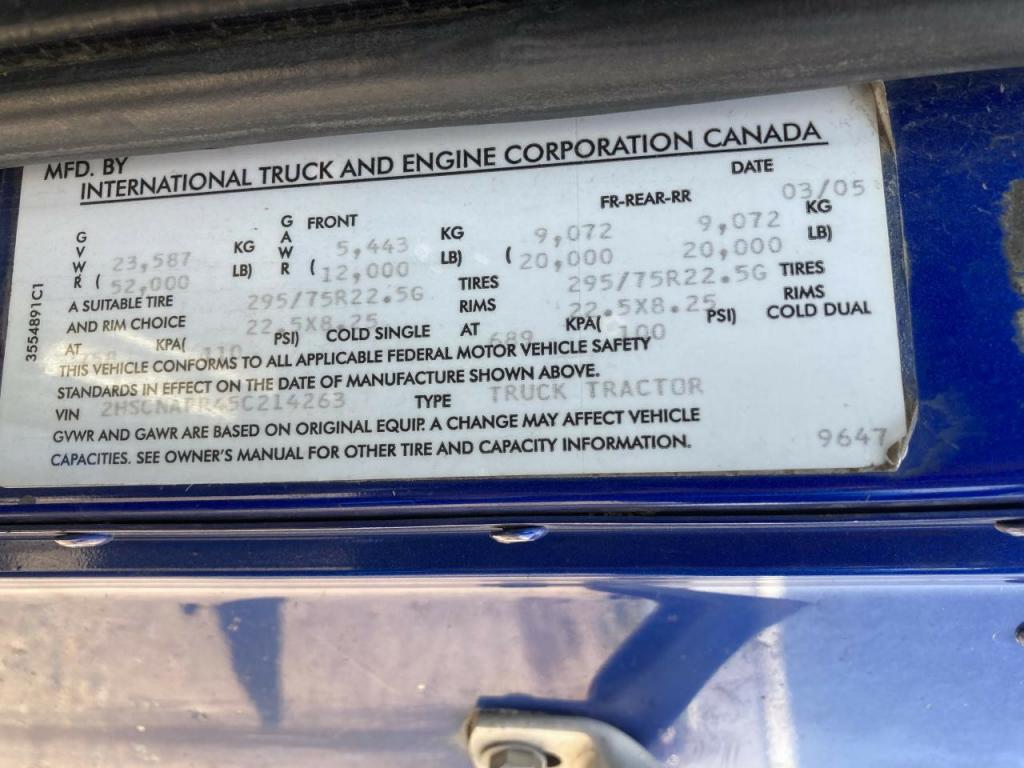 MFD. BY
INTERNATIONAL TRUCK AND ENGINE CORPORATION CANADA
DATE
03/05
GVWR 23,587 KG GAWR FRONT 5,443 KG FR-REAR-RR 9,072 9,072 KG
(52,000 LB) (12,000 LB) (20,000 20,000 LB)
A SUITABLE TIRE 295/75R22.5G TIRES 295/75R22.5G TIRES
AND RIM CHOICE 22.5X8.25 RIMS 22.5X8.25 RIMS
AT KPA( 110 PSI) COLD SINGLE AT 689 KPA( 100 PSI) COLD DUAL
THIS VEHICLE CONFORMS TO ALL APPLICABLE FEDERAL MOTOR VEHICLE SAFETY
STANDARDS IN EFFECT ON THE DATE OF MANUFACTURE SHOWN ABOVE.
VIN TYPE TRUCK TRACTOR
GVWR AND GAWR ARE BASED ON ORIGINAL EQUIP. A CHANGE MAY AFFECT VEHICLE
CAPACITIES. SEE OWNER'S MANUAL FOR OTHER TIRE AND CAPACITY INFORMATION.
9647
3554891C1